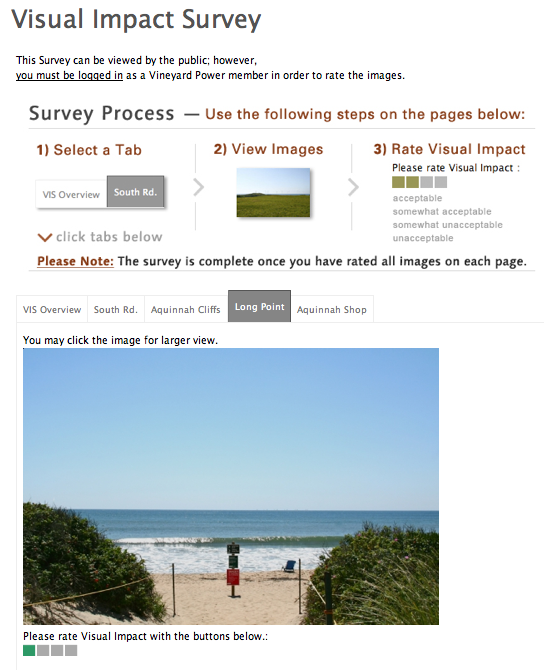 Visual Impact Survey
This Survey can be viewed by the public; however,
you must be logged in as a Vineyard Power member in order to rate the images.
Survey Process — Use the following steps on the pages below:
1) Select a Tab
VIS Overview South Rd.
click tabs below
2) View Images
3) Rate Visual Impact
Please rate Visual Impact :
acceptable
somewhat acceptable
somewhat unacceptable
unacceptable
Please Note: The survey is complete once you have rated all images on each page.
VIS Overview South Rd. Aquinnah Cliffs Long Point Aquinnah Shop
You may click the image for larger view.
Please rate Visual Impact with the buttons below.: